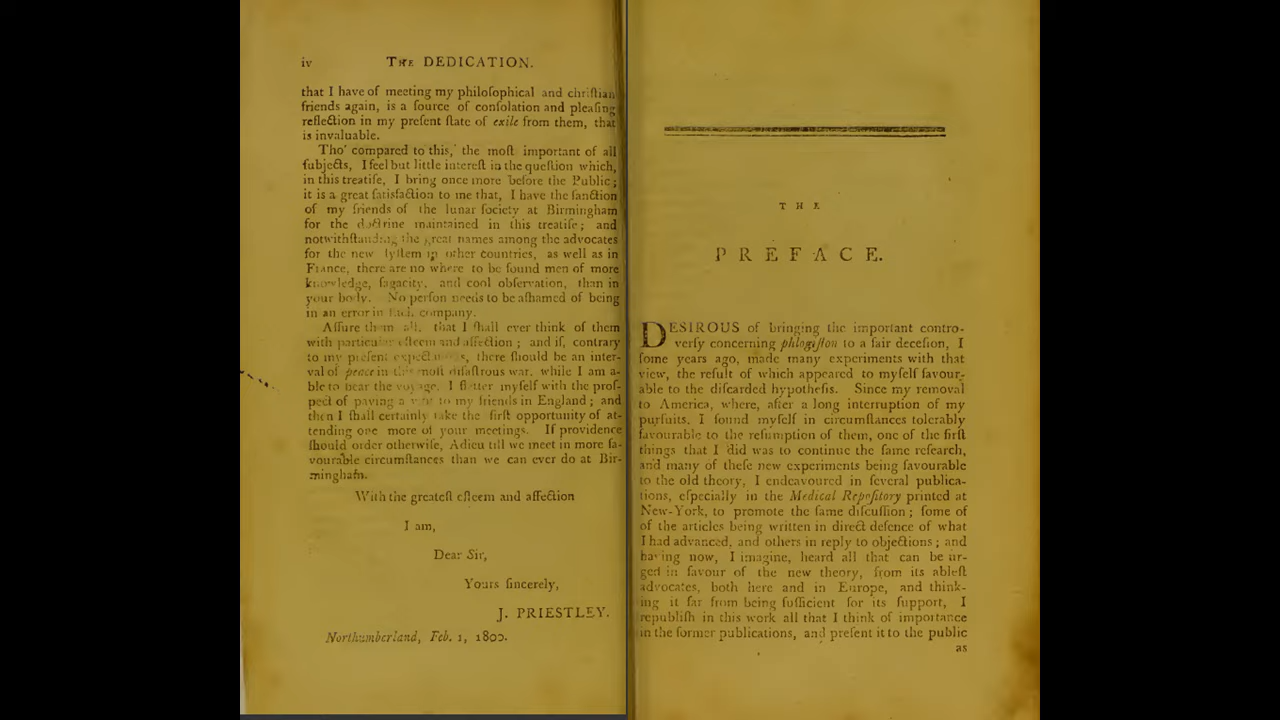 iv
THE DEDICATION.
that I have of meeting my philoſophical and chriſtian
friends again, is a ſource of conſolation and pleaſing
reflection in my preſent ſtate of exile from them, that
is invaluable.
Tho' compared to this, the moſt important of all
ſubjects, I feel but little intereſt in the queſtion which,
in this treatiſe, I bring once more before the Public;
it is a great ſatisfaction to me that, I have the ſanction
of my friends of the lunar ſociety at Birmingham
for the doctrine maintained in this treatiſe; and
notwithſtanding the great names among the advocates
for the new ſyſtem in other countries, as well as in
France, there are no where to be found men of more
knowledge, ſagacity, and cool obſervation, than in
your body. No perſon needs to be aſhamed of being
in an error in ſuch company.
Aſſure them all, that I ſhall ever think of them
with particular eſteem and affection; and if, contrary
to my preſent expectations, there ſhould be an inter-
val of peace in this moſt diſaſtrous war, while I am a-
ble to bear the voyage, I flatter myſelf with the proſ-
pect of paving a viſit to my friends in England; and
then I ſhall certainly take the firſt opportunity of at-
tending one more of your meetings. If providence
ſhould order otherwiſe, Adieu till we meet in more fa-
vourable circumſtances than we can ever do at Bir-
mingham.
With the greateſt eſteem and affection
I am,
Dear Sir,
Yours ſincerely,
J. PRIESTLEY.
Northumberland, Feb. 1, 1800.
THE
PREFACE.
DESIROUS of bringing the important contro-
verſy concerning phlogiſton to a fair deceſion, I
ſome years ago, made many experiments with that
view, the reſult of which appeared to myſelf favour-
able to the diſcarded hypotheſis. Since my removal
to America, where, after a long interruption of my
purſuits, I found myſelf in circumſtances tolerably
favourable to the reſumption of them, one of the firſt
things that I did was to continue the ſame reſearch,
and many of theſe new experiments being favourable
to the old theory, I endeavoured in ſeveral publica-
tions, eſpecially in the Medical Repoſitory printed at
New-York, to promote the ſame diſcuſſion; ſome of
of the articles being written in direct defence of what
I had advanced, and others in reply to objections; and
having now, I imagine, heard all that can be ur-
ged in favour of the new theory, from its ableſt
advocates, both here and in Europe, and think-
ing it far from being ſufficient for its ſupport, I
republiſh in this work all that I think of importance
in the former publications, and preſent it to the public
as